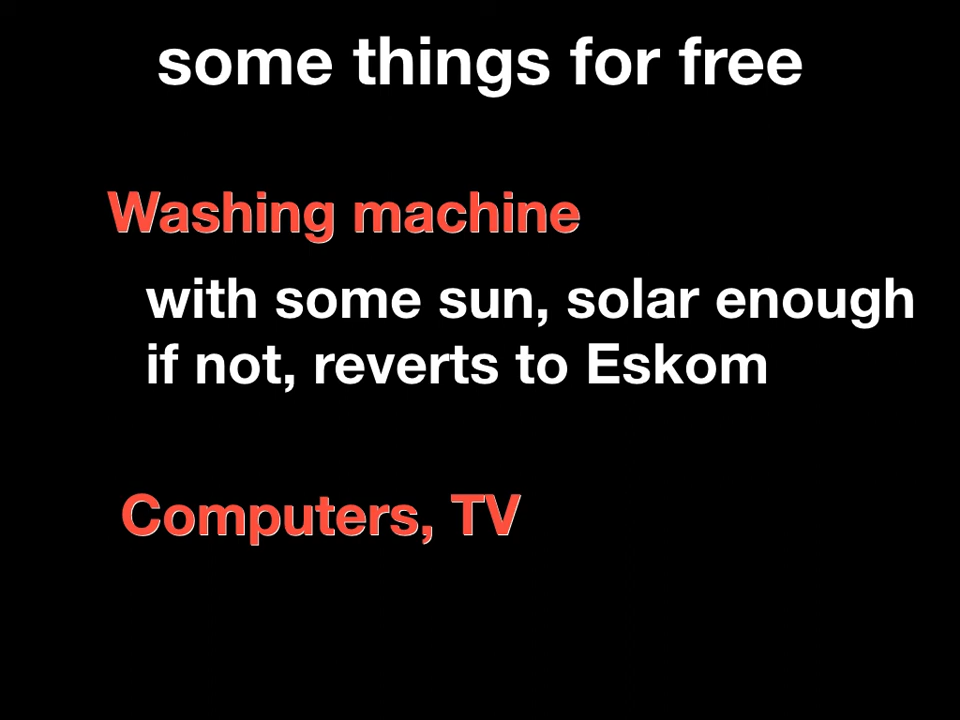 some things for free
Washing machine
with some sun, solar enough
if not, reverts to Eskom
Computers, TV